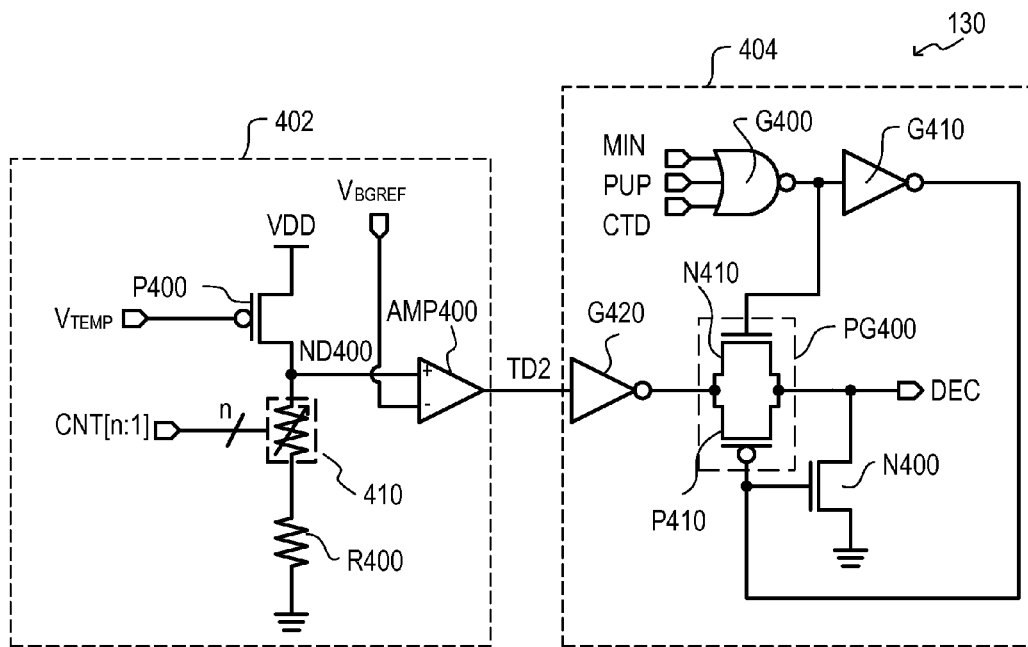 130
404
402
G400
G410
MIN
PUP
CTD
VBGREF
VDD
P400
VTEMP
AMP400
N410
G420
PG400
ND400
+
-
TD2
DEC
CNT[n:1]
n
410
P410
N400
R400